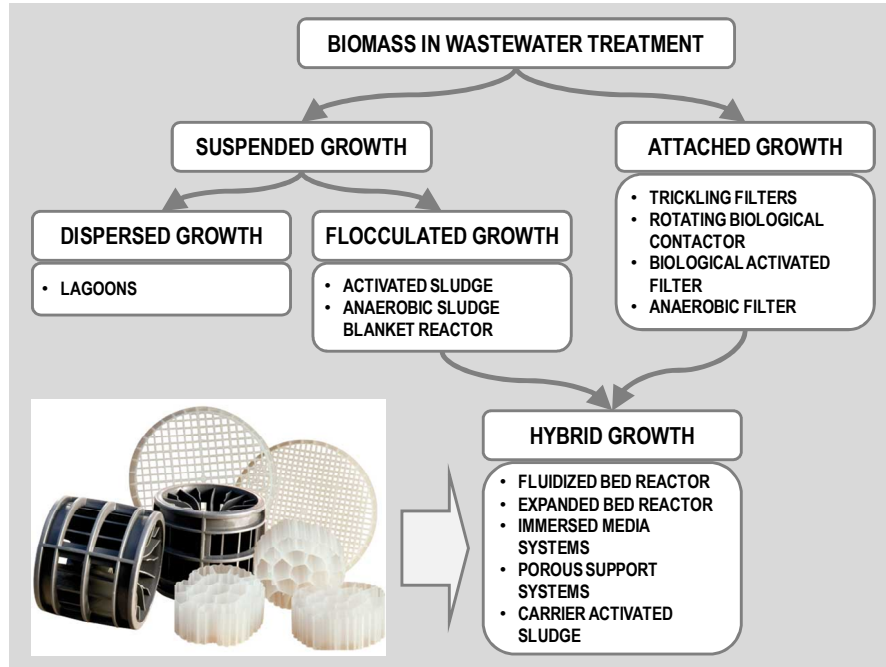 BIOMASS IN WASTEWATER TREATMENT
SUSPENDED GROWTH
ATTACHED GROWTH
• TRICKLING FILTERS
• ROTATING BIOLOGICAL
CONTACTOR
• BIOLOGICAL ACTIVATED
FILTER
• ANAEROBIC FILTER
DISPERSED GROWTH
• LAGOONS
FLOCCULATED GROWTH
• ACTIVATED SLUDGE
• ANAEROBIC SLUDGE
BLANKET REACTOR
HYBRID GROWTH
• FLUIDIZED BED REACTOR
• EXPANDED BED REACTOR
• IMMERSED MEDIA
SYSTEMS
• POROUS SUPPORT
SYSTEMS
• CARRIER ACTIVATED
SLUDGE